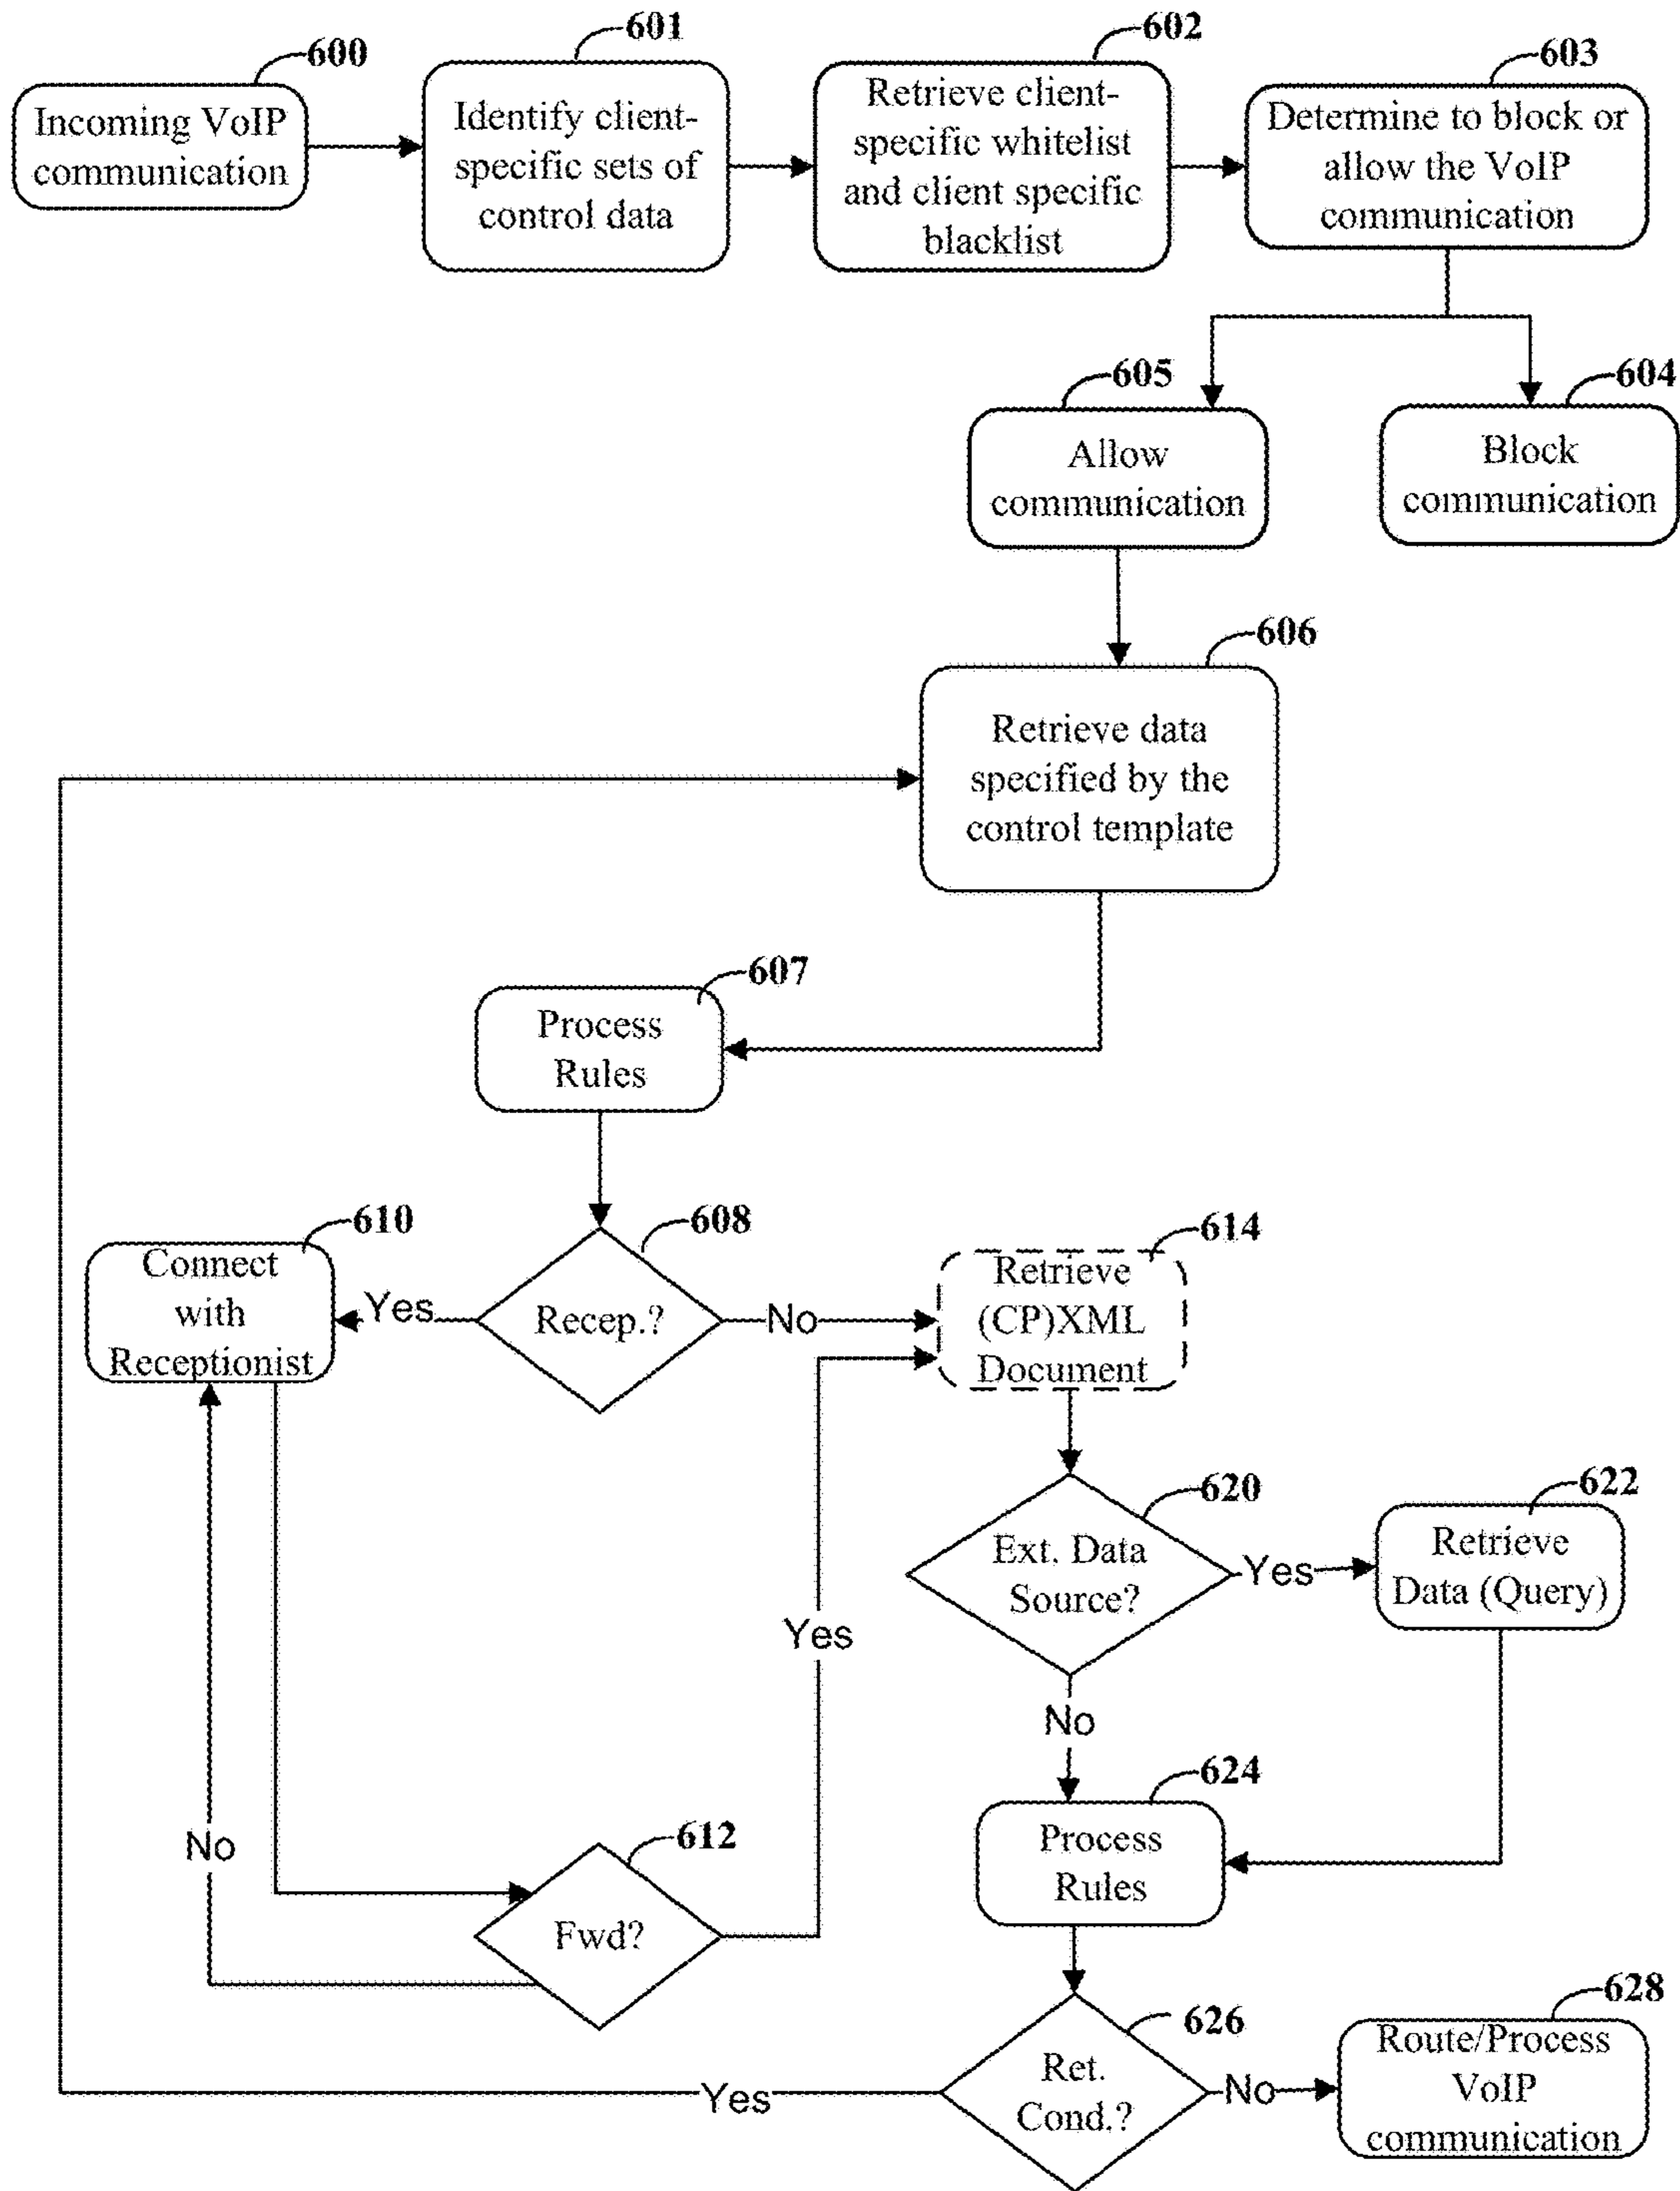 600
Incoming VoIP
communication
601
Identify client-
specific sets of
control data
602
Retrieve client-
specific whitelist
and client specific
blacklist
603
Determine to block or
allow the VoIP
communication
605
Allow
communication
604
Block
communication
606
Retrieve data
specified by the
control template
607
Process
Rules
608
Recep.?
Yes
No
610
Connect
with
Receptionist
614
Retrieve
(CP)XML
Document
620
Ext. Data
Source?
Yes
622
Retrieve
Data (Query)
Yes
No
624
Process
Rules
612
Fwd?
No
626
Ret.
Cond.?
Yes
No
628
Route/Process
VoIP
communication